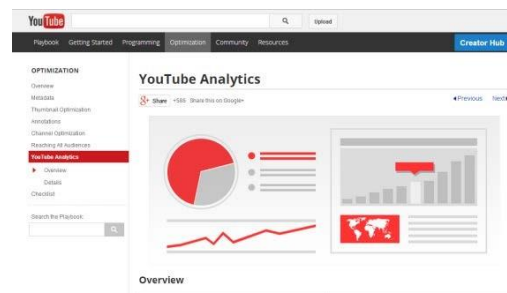 YouTube
Upload
Playbook Getting Started Programming Optimization Community Resources Creator Hub
OPTIMIZATION
Overview
Metadata
Thumbnail Optimization
Annotations
Channel Optimization
Reaching All Audiences
YouTube Analytics
Overview
Details
Checklist
Search the Playbook:
YouTube Analytics
Share +585 Share this on Google+
Previous Next
Overview